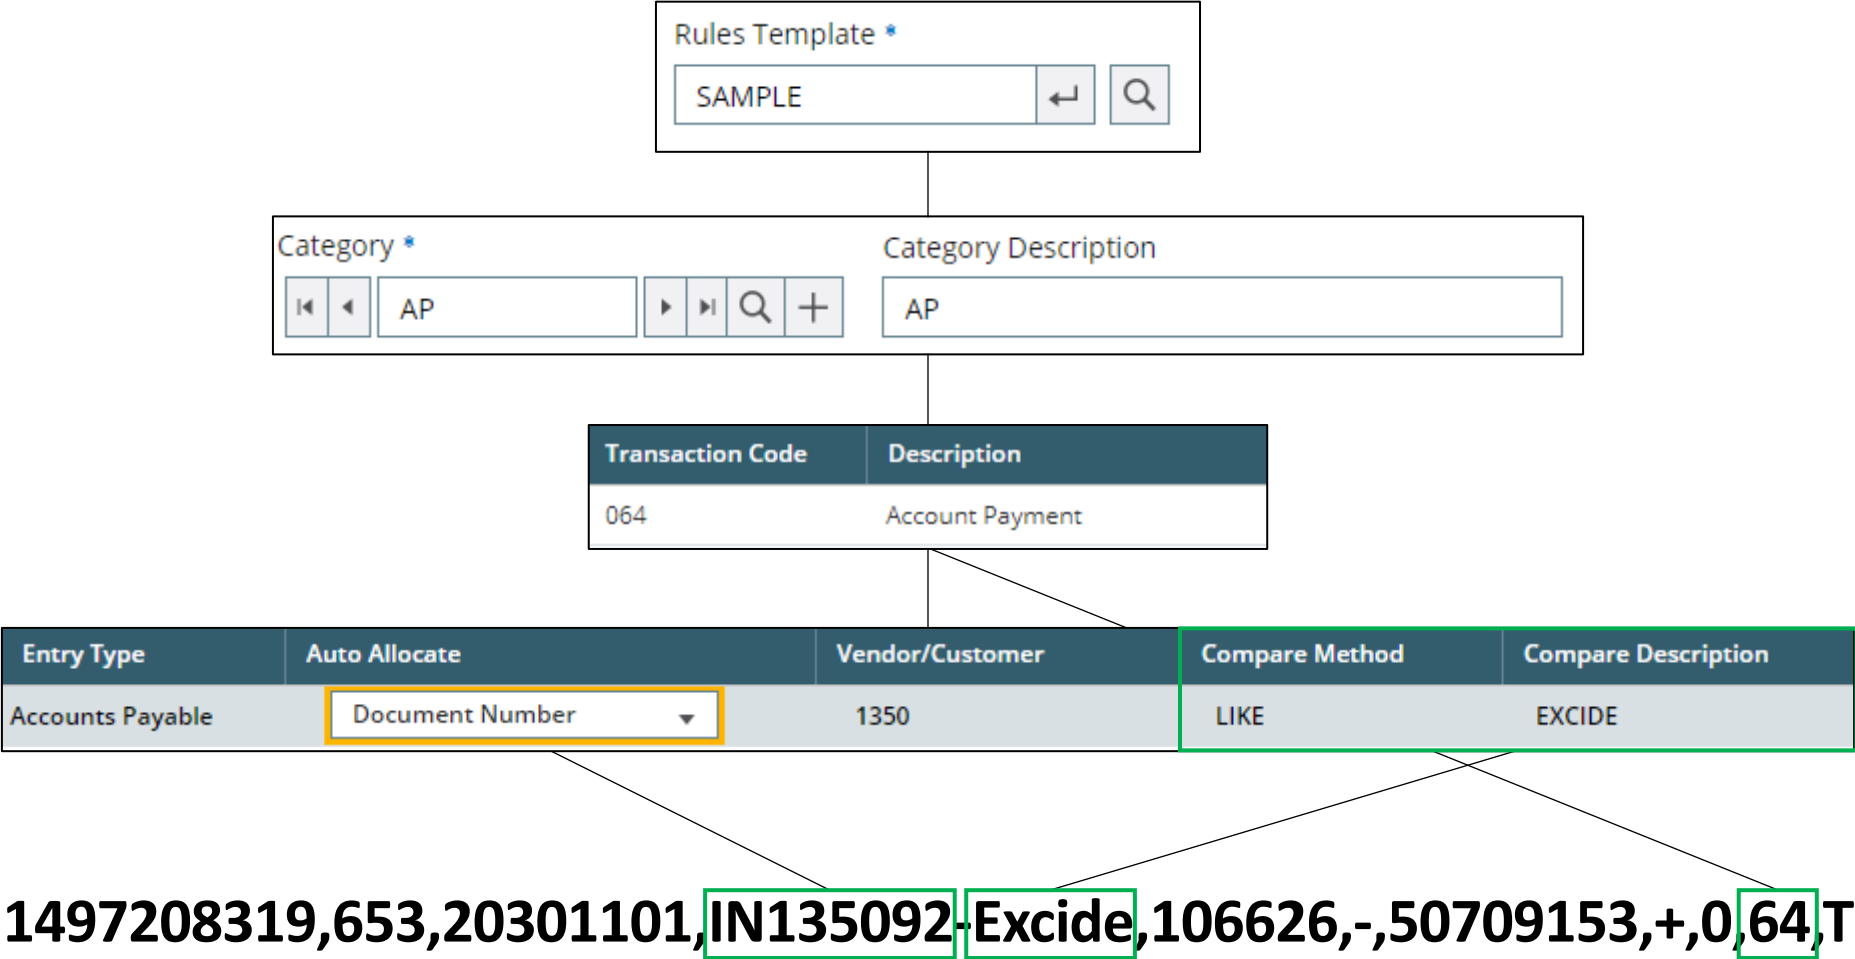 Rules Template *
SAMPLE
Category * Category Description
AP AP
Transaction Code Description
064 Account Payment
Entry Type Auto Allocate Vendor/Customer Compare Method Compare Description
Accounts Payable Document Number 1350 LIKE EXCIDE
1497208319,653,20301101,IN135092-Excide,106626,-,50709153,+,0,64,T